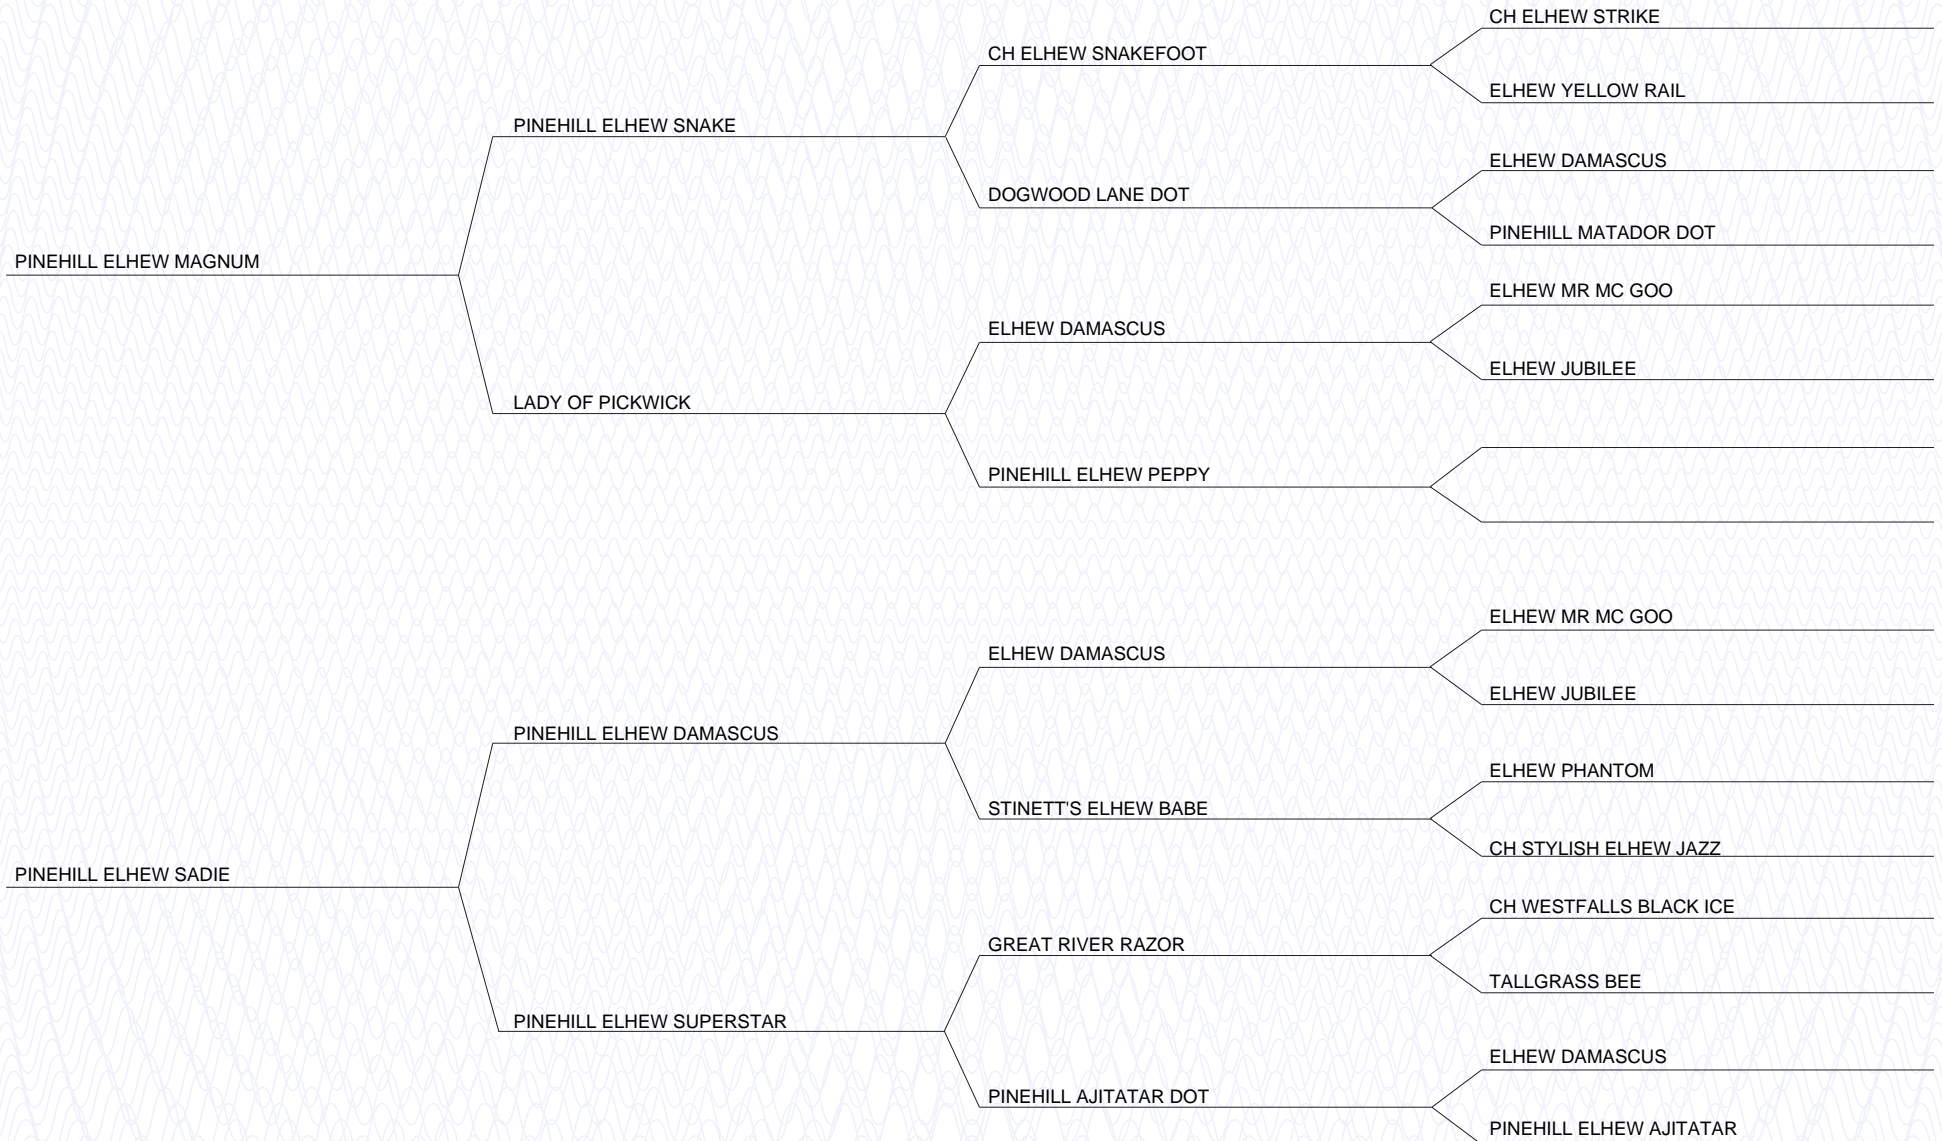 CH ELHEW STRIKE
CH ELHEW SNAKEFOOT
ELHEW YELLOW RAIL
PINEHILL ELHEW SNAKE
ELHEW DAMASCUS
DOGWOOD LANE DOT
PINEHILL MATADOR DOT
PINEHILL ELHEW MAGNUM
ELHEW MR MC GOO
ELHEW DAMASCUS
ELHEW JUBILEE
LADY OF PICKWICK
PINEHILL ELHEW PEPPY
ELHEW MR MC GOO
ELHEW DAMASCUS
ELHEW JUBILEE
PINEHILL ELHEW DAMASCUS
ELHEW PHANTOM
STINETT'S ELHEW BABE
CH STYLISH ELHEW JAZZ
PINEHILL ELHEW SADIE
CH WESTFALLS BLACK ICE
GREAT RIVER RAZOR
TALLGRASS BEE
PINEHILL ELHEW SUPERSTAR
ELHEW DAMASCUS
PINEHILL AJITATAR DOT
PINEHILL ELHEW AJITATAR